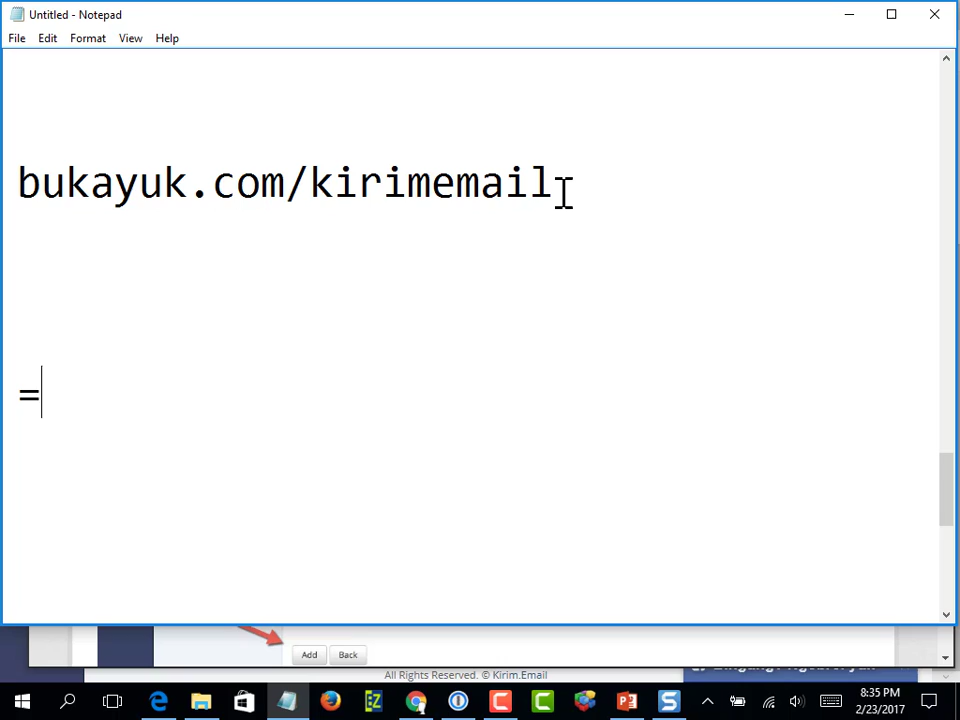 Untitled - Notepad
File Edit Format View Help
bukayuk.com/kirimemail
=
Add Back
All Rights Reserved. © Kirim.Email
8:35 PM
2/23/2017